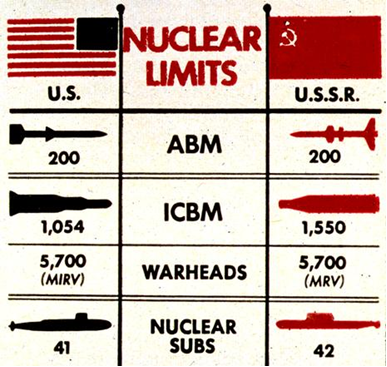 NUCLEAR
LIMITS
U.S.
U.S.S.R.
200
ABM
200
1,054
ICBM
1,550
5,700
(MIRV)
WARHEADS
5,700
(MRV)
41
NUCLEAR
SUBS
42